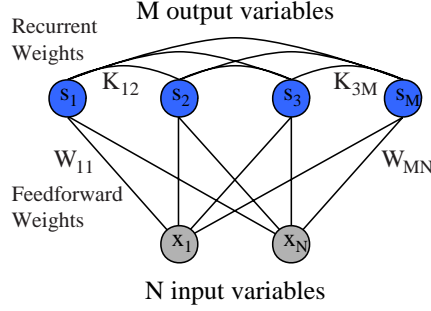 M output variables
Recurrent
Weights
K12
K3M
s1
s2
s3
sM
W11
WMN
Feedforward
Weights
x1
xN
N input variables